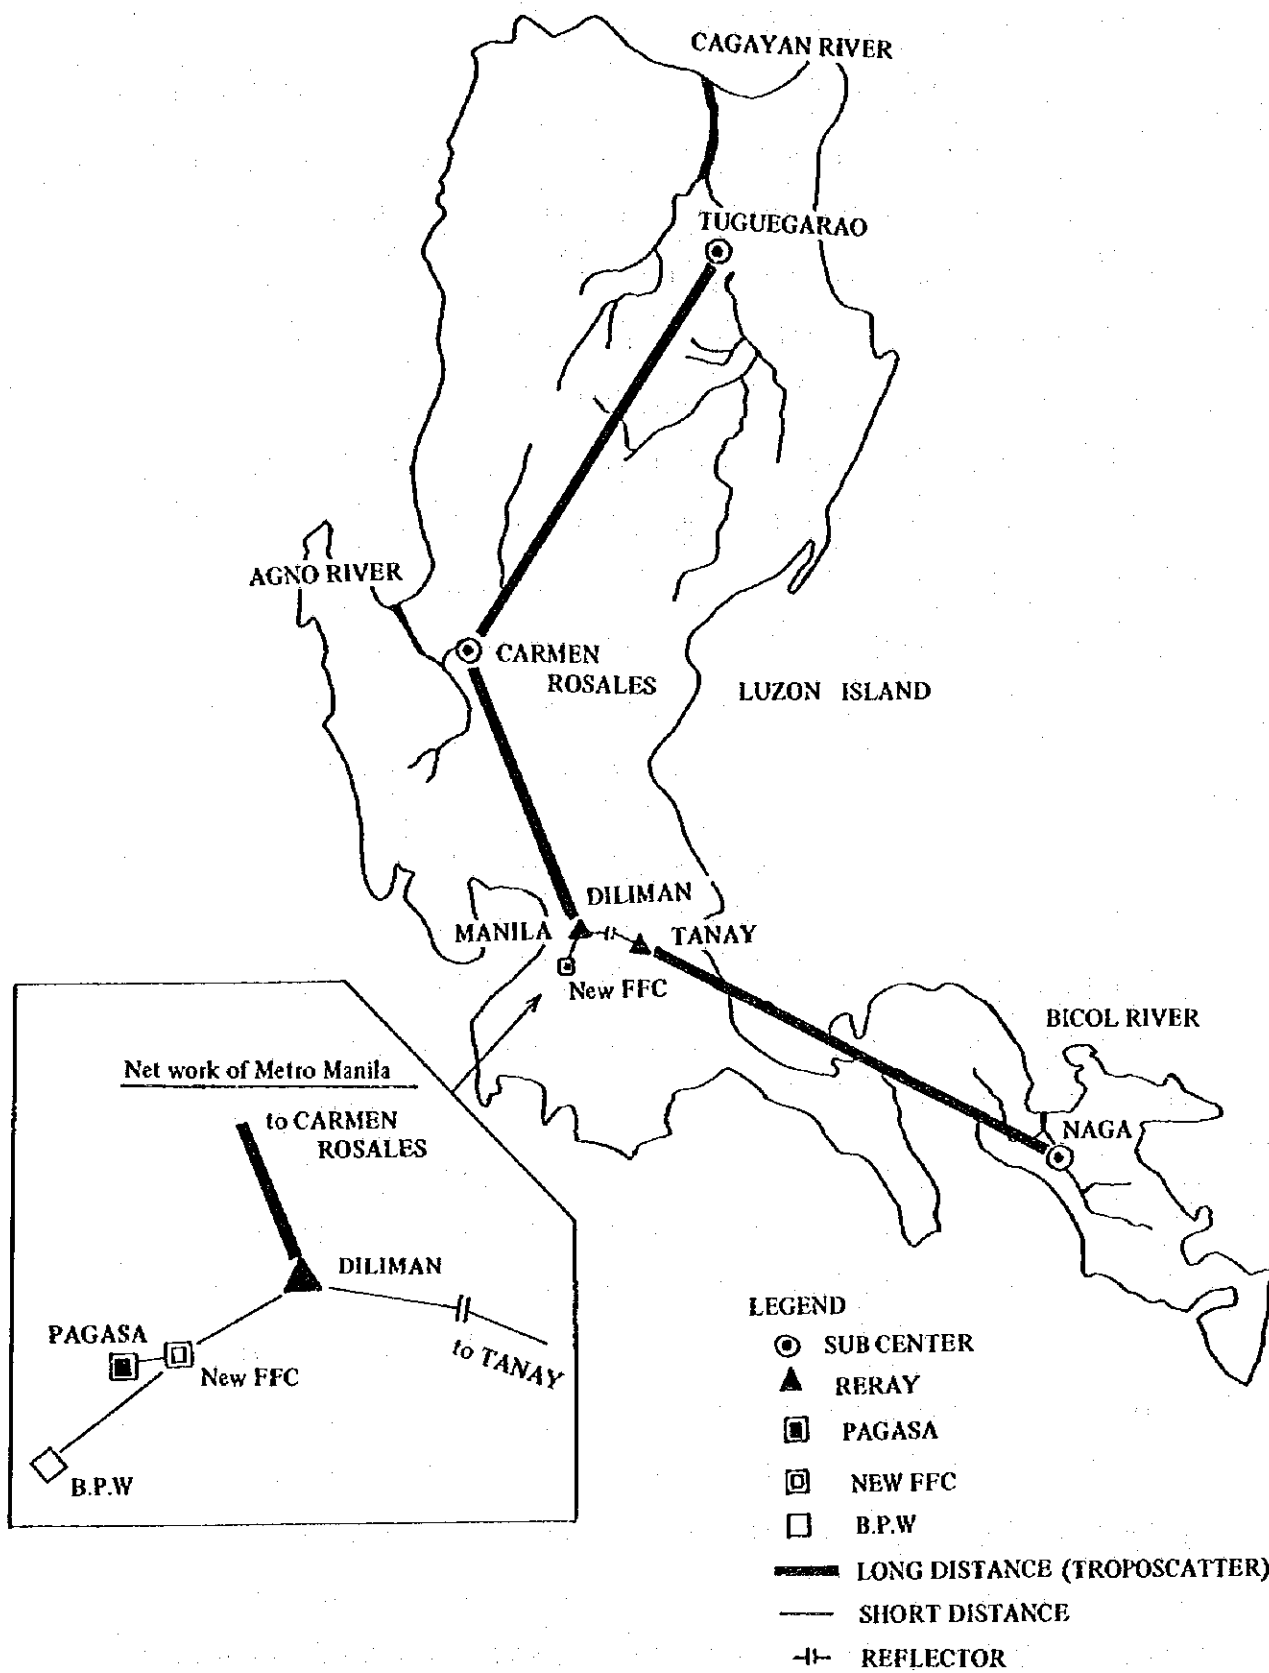 CAGAYAN RIVER
TUGUEGARAO
AGNO RIVER
CARMEN
ROSALES
LUZON ISLAND
DILIMAN
MANILA
TANAY
New FFC
BICOL RIVER
NAGA
Net work of Metro Manila
to CARMEN
ROSALES
DILIMAN
to TANAY
PAGASA
New FFC
B.P.W
LEGEND
SUB CENTER
RERAY
PAGASA
NEW FFC
B.P.W
LONG DISTANCE (TROPOSCATTER)
SHORT DISTANCE
REFLECTOR